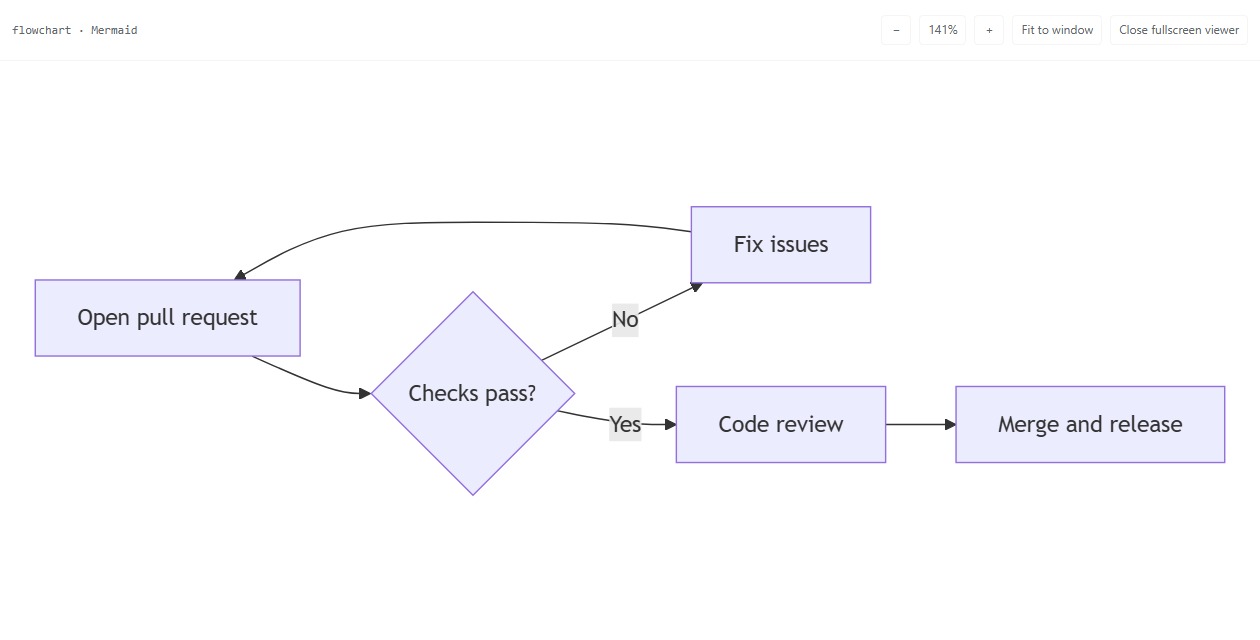 flowchart · Mermaid
−
141%
+
Fit to window
Close fullscreen viewer
Fix issues
Open pull request
No
Checks pass?
Yes
Code review
Merge and release